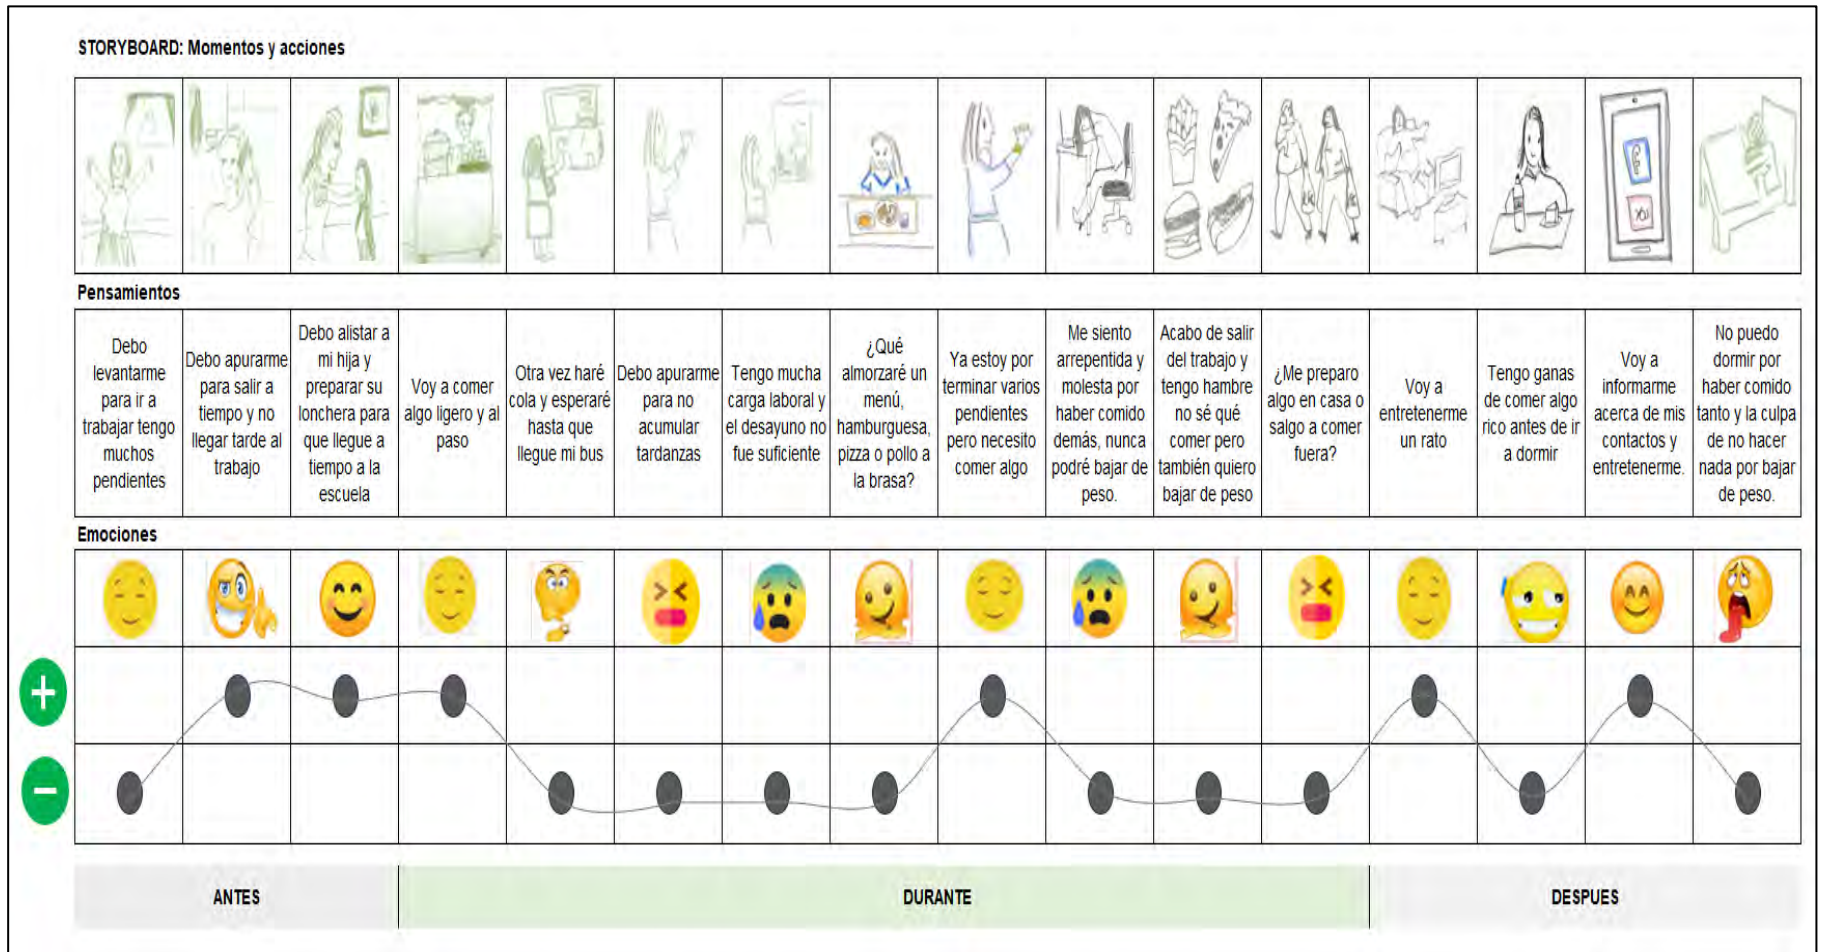 STORYBOARD: Momentos y acciones
Pensamientos
Debo
levantarme
para ir a
trabajar tengo
muchos
pendientes
Debo apurarme
para salir a
tiempo y no
llegar tarde al
trabajo
Debo alistar a
mi hija y
preparar su
lonchera para
que llegue a
tiempo a la
escuela
Voy a comer
algo ligero y al
paso
Otra vez haré
cola y esperaré
hasta que
llegue mi bus
Debo apurarme
para no
acumular
tardanzas
Tengo mucha
carga laboral y
el desayuno no
fue suficiente
¿Qué
almorzaré un
menú,
hamburguesa,
pizza o pollo a
la brasa?
Ya estoy por
terminar varios
pendientes
pero necesito
comer algo
Me siento
arrepentida y
molesta por
haber comido
demás, nunca
podré bajar de
peso.
Acabo de salir
del trabajo y
tengo hambre
no sé qué
comer pero
también quiero
bajar de peso
¿Me preparo
algo en casa o
salgo a comer
fuera?
Voy a
entretenerme
un rato
Tengo ganas
de comer algo
rico antes de ir
a dormir
Voy a
informarme
acerca de mis
contactos y
entretenerme.
No puedo
dormir por
haber comido
tanto y la culpa
de no hacer
nada por bajar
de peso.
Emociones
+
−
ANTES
DURANTE
DESPUES